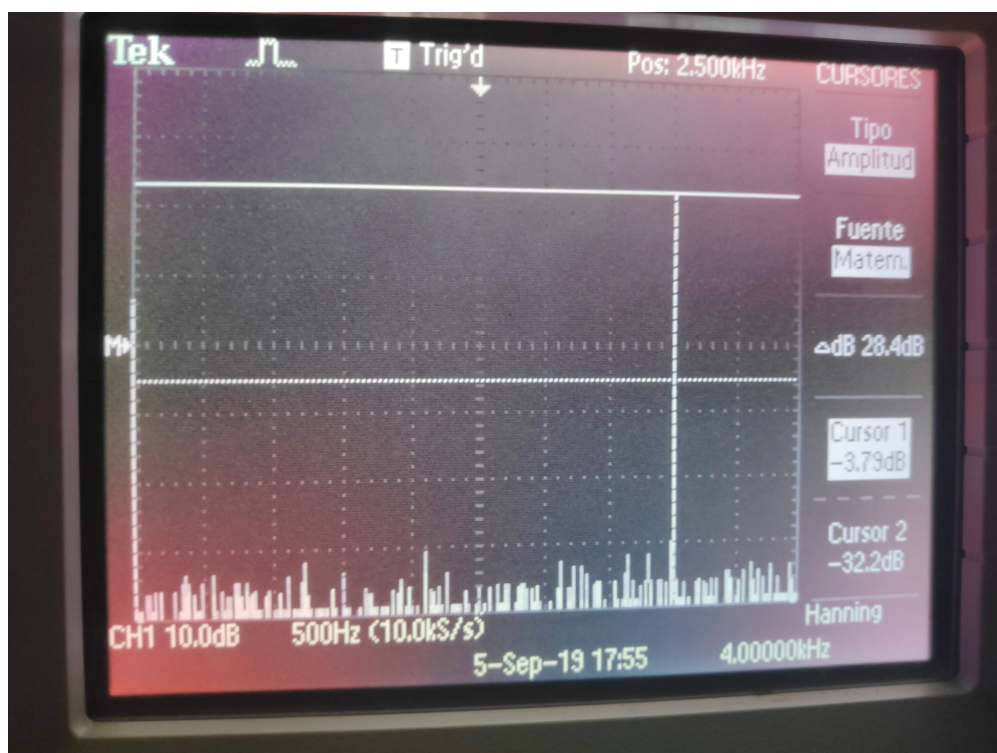 Tek
T Trig'd
Pos: 2.500kHz
CURSORES
Tipo
Amplitud
Fuente
Matem.
M
dB 28.4dB
Cursor 1
-3.79dB
Cursor 2
-32.2dB
Hanning
CH1 10.0dB
500Hz (10.0kS/s)
5-Sep-19 17:55
4.00000kHz